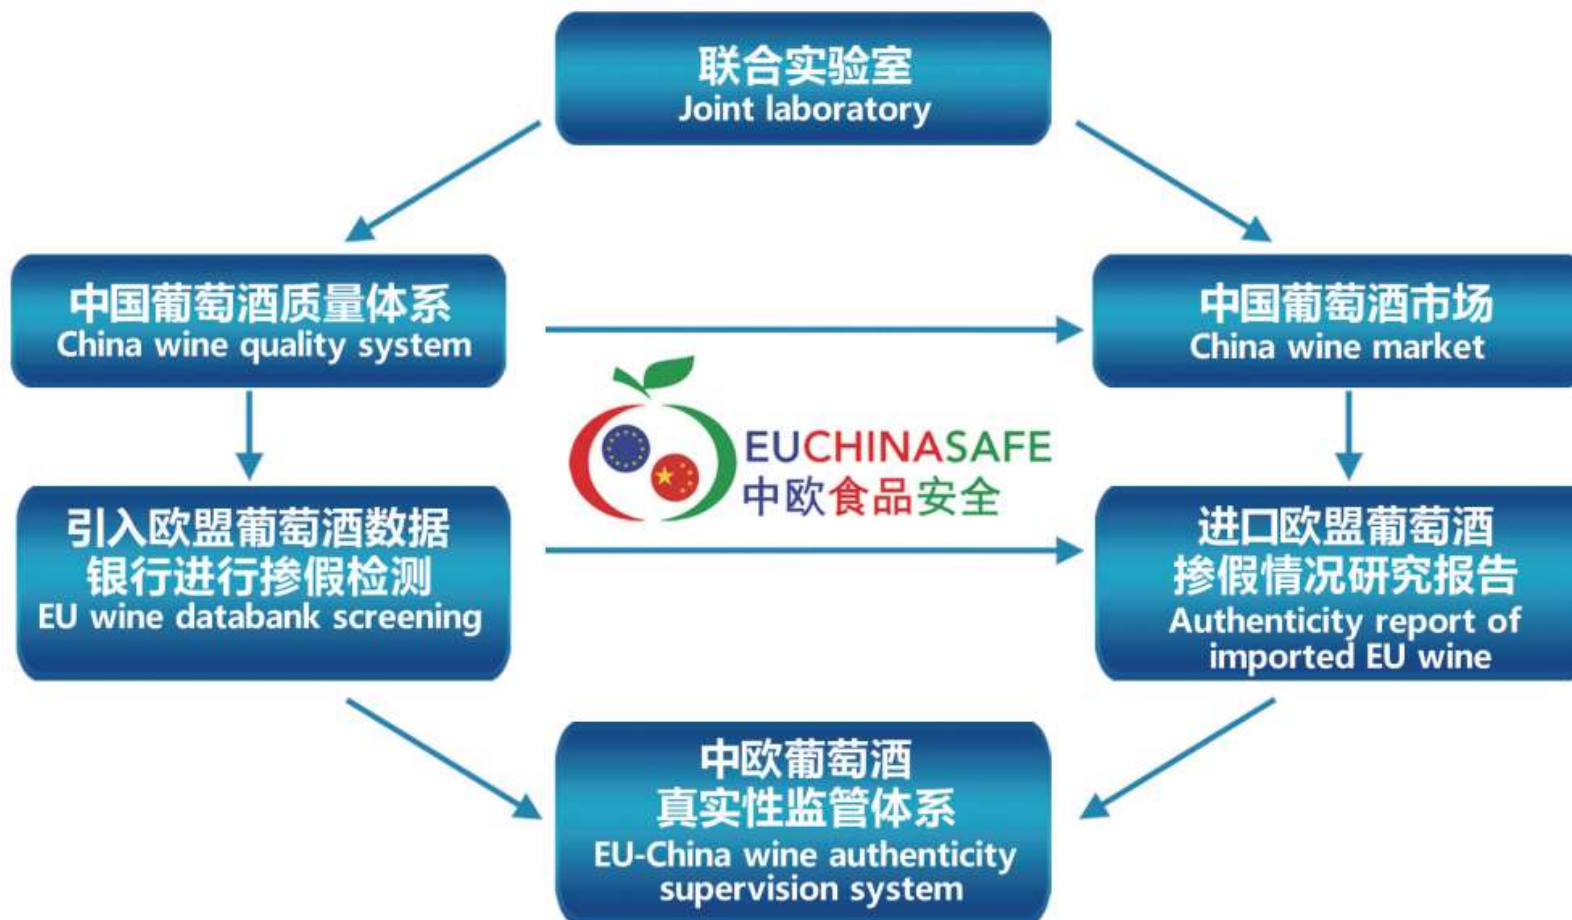 联合实验室
Joint laboratory
中国葡萄酒质量体系
China wine quality system
中国葡萄酒市场
China wine market
EUCHINASAFE
中欧食品安全
引入欧盟葡萄酒数据
银行进行掺假检测
EU wine databank screening
进口欧盟葡萄酒
掺假情况研究报告
Authenticity report of
imported EU wine
中欧葡萄酒
真实性监管体系
EU-China wine authenticity
supervision system